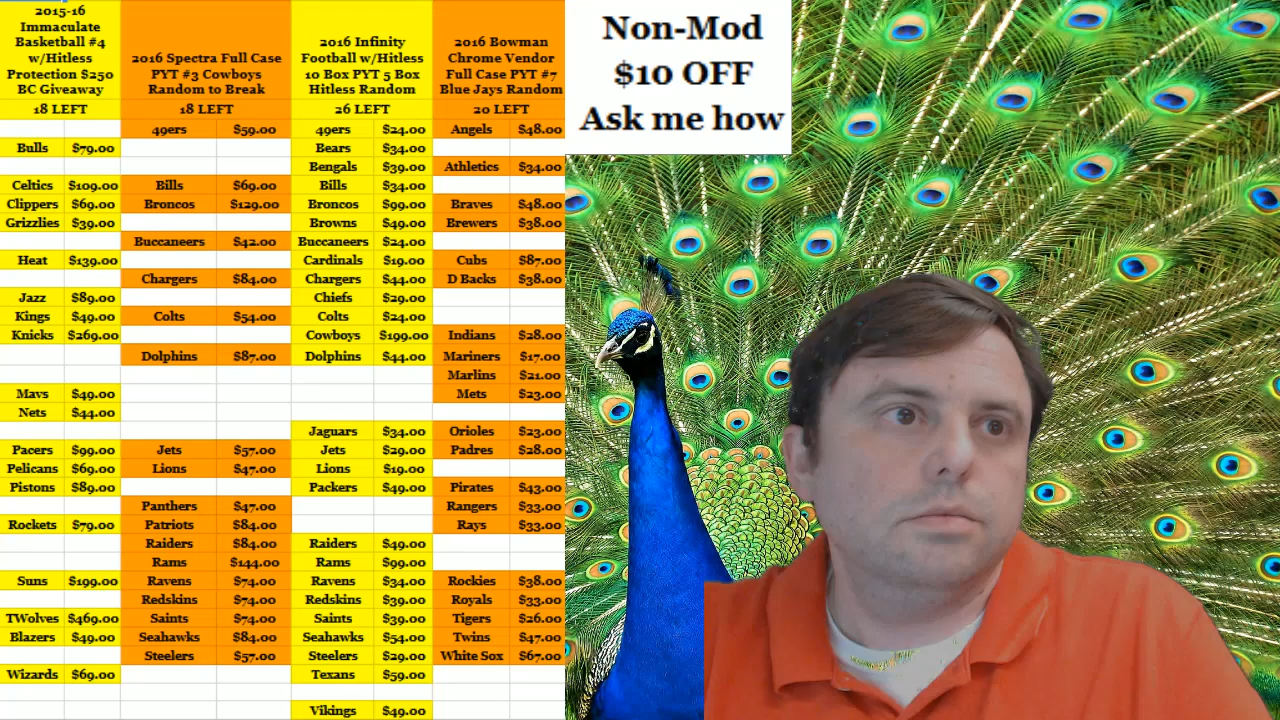 2015-16
Immaculate
Basketball #4
w/Hitless
Protection $250
BC Giveaway
18 LEFT
Bulls $79.00
Celtics $109.00
Clippers $69.00
Grizzlies $39.00
Heat $139.00
Jazz $89.00
Kings $49.00
Knicks $269.00
Mavs $49.00
Nets $44.00
Pacers $99.00
Pelicans $69.00
Pistons $89.00
Rockets $79.00
Suns $199.00
TWolves $469.00
Blazers $49.00
Wizards $69.00
2016 Spectra Full Case
PYT #3 Cowboys
Random to Break
18 LEFT
49ers $59.00
Bills $69.00
Broncos $129.00
Buccaneers $42.00
Chargers $84.00
Colts $54.00
Dolphins $87.00
Jets $57.00
Lions $47.00
Panthers $47.00
Patriots $84.00
Raiders $84.00
Rams $144.00
Ravens $74.00
Redskins $74.00
Saints $74.00
Seahawks $84.00
Steelers $57.00
2016 Infinity
Football w/Hitless
10 Box PYT 5 Box
Hitless Random
26 LEFT
49ers $24.00
Bears $34.00
Bengals $39.00
Bills $34.00
Broncos $99.00
Browns $49.00
Buccaneers $24.00
Cardinals $19.00
Chargers $44.00
Chiefs $29.00
Colts $24.00
Cowboys $199.00
Dolphins $44.00
Jaguars $34.00
Jets $29.00
Lions $19.00
Packers $49.00
Raiders $49.00
Rams $99.00
Ravens $34.00
Redskins $39.00
Saints $39.00
Seahawks $54.00
Steelers $29.00
Texans $59.00
Vikings $49.00
2016 Bowman
Chrome Vendor
Full Case PYT #7
Blue Jays Random
20 LEFT
Angels $48.00
Athletics $34.00
Braves $48.00
Brewers $38.00
Cubs $87.00
D Backs $38.00
Indians $28.00
Mariners $17.00
Marlins $21.00
Mets $23.00
Orioles $23.00
Padres $28.00
Pirates $43.00
Rangers $33.00
Rays $33.00
Rockies $38.00
Royals $33.00
Tigers $26.00
Twins $47.00
White Sox $67.00
Non-Mod
$10 OFF
Ask me how